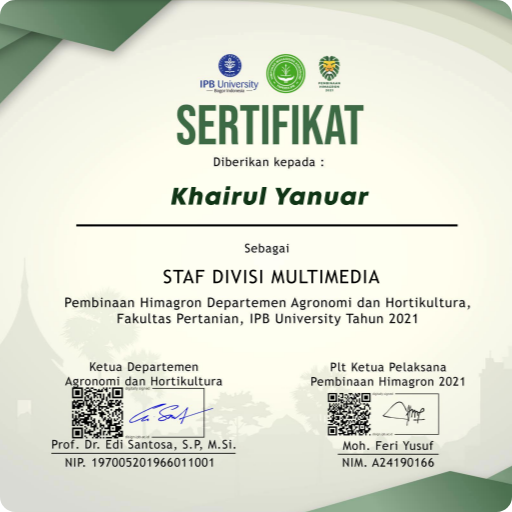 IPB University
Bogor Indonesia
PEMBINAAN
HIMAGRON
2021
SERTIFIKAT
Diberikan kepada :
Khairul Yanuar
Sebagai
STAF DIVISI MULTIMEDIA
Pembinaan Himagron Departemen Agronomi dan Hortikultura,
Fakultas Pertanian, IPB University Tahun 2021
Ketua Departemen
Agronomi dan Hortikultura
Prof. Dr. Edi Santosa, S.P, M.Si.
NIP. 197005201966011001
Plt Ketua Pelaksana
Pembinaan Himagron 2021
Moh. Feri Yusuf
NIM. A24190166